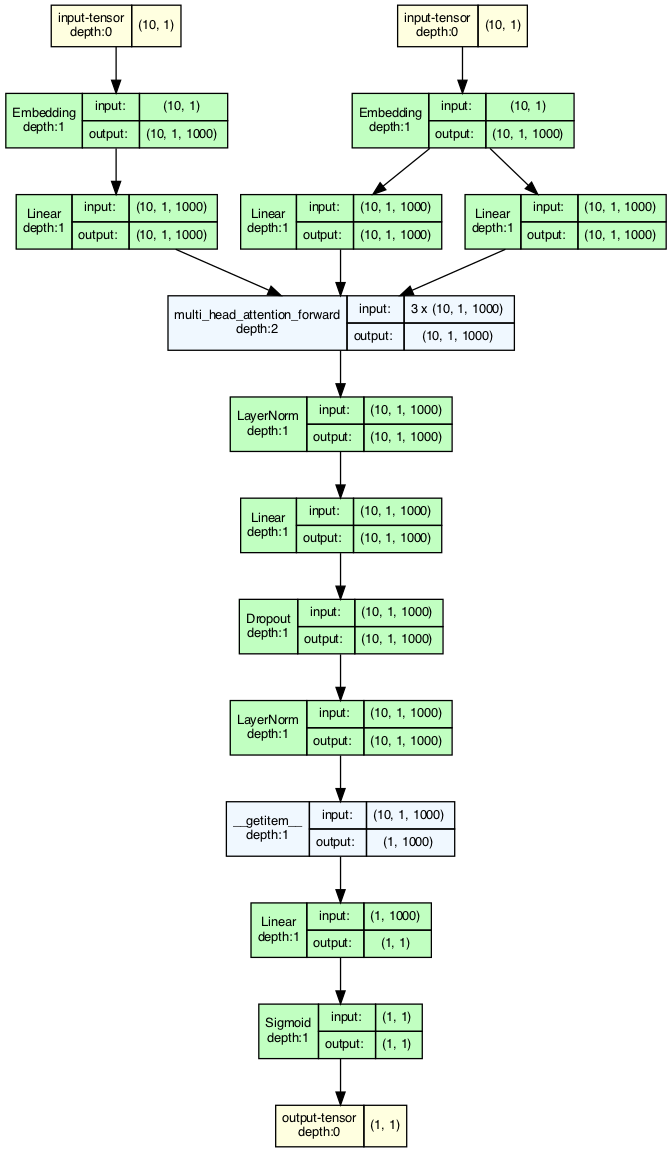 input-tensor
depth:0
(10, 1)
input-tensor
depth:0
(10, 1)
Embedding
depth:1
input:
(10, 1)
output:
(10, 1, 1000)
Embedding
depth:1
input:
(10, 1)
output:
(10, 1, 1000)
Linear
depth:1
input:
(10, 1, 1000)
output:
(10, 1, 1000)
Linear
depth:1
input:
(10, 1, 1000)
output:
(10, 1, 1000)
Linear
depth:1
input:
(10, 1, 1000)
output:
(10, 1, 1000)
multi_head_attention_forward
depth:2
input:
3 x (10, 1, 1000)
output:
(10, 1, 1000)
LayerNorm
depth:1
input:
(10, 1, 1000)
output:
(10, 1, 1000)
Linear
depth:1
input:
(10, 1, 1000)
output:
(10, 1, 1000)
Dropout
depth:1
input:
(10, 1, 1000)
output:
(10, 1, 1000)
LayerNorm
depth:1
input:
(10, 1, 1000)
output:
(10, 1, 1000)
__getitem__
depth:1
input:
(10, 1, 1000)
output:
(1, 1000)
Linear
depth:1
input:
(1, 1000)
output:
(1, 1)
Sigmoid
depth:1
input:
(1, 1)
output:
(1, 1)
output-tensor
depth:0
(1, 1)